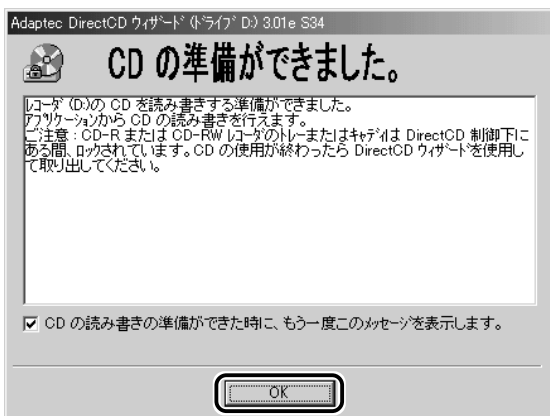 Adaptec DirectCD ウィザード (ドライブ D:) 3.01e S34
CD の準備ができました。
レコーダ (D:)の CD を読み書きする準備ができました。
アプリケーションから CD の読み書きを行えます。
ご注意 : CD-R または CD-RW レコーダのトレーまたはキャディは DirectCD 制御下に
ある間、ロックされています。CD の使用が終わったら DirectCD ウィザードを使用し
て取り出してください。
CD の読み書きの準備ができた時に、もう一度このメッセージを表示します。
OK